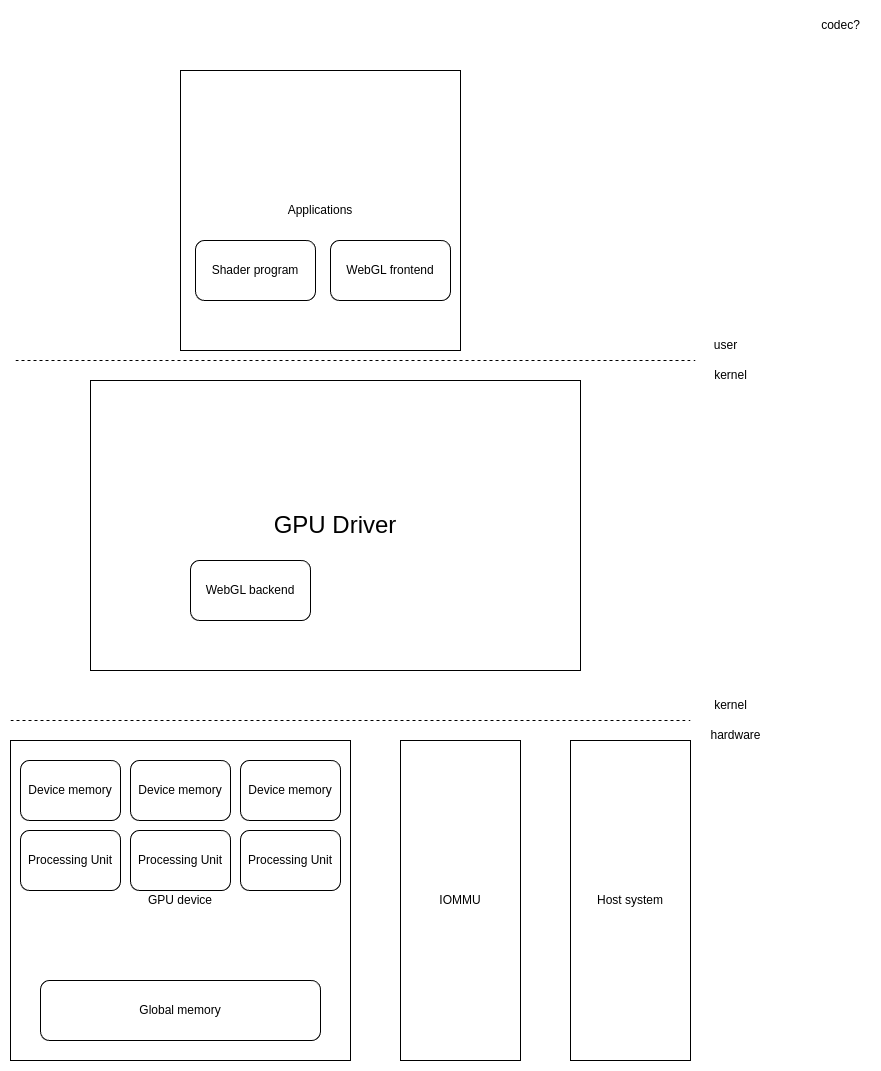 codec?
Applications
Shader program
WebGL frontend
user
kernel
GPU Driver
WebGL backend
kernel
hardware
Device memory
Device memory
Device memory
Processing Unit
Processing Unit
Processing Unit
GPU device
IOMMU
Host system
Global memory